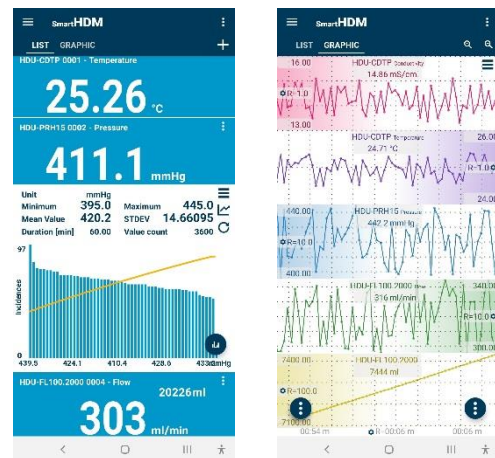 SmartHDM
LIST GRAPHIC
HDU-CDTP 0001 - Temperature
25.26 °C
HDU-PRH15 0002 - Pressure
411.1 mmHg
Unit mmHg
Minimum 395.0 Maximum 445.0
Mean Value 420.2 STDEV 14.66095
Duration [min] 60.00 Value count 3600
97
Incidences
0
439.5 424.1 410.4 428.6 433 mmHg
HDU-FL100.2000 0004 - Flow
20226ml
303 ml/min
SmartHDM
LIST GRAPHIC
16.00 HDU-CDTP Conductivity
14.86 mS/cm
R=1.0
13.00
HDU-CDTP Temperature 26.00
24.71 °C
R=1.0
24.00
440.00 HDU-PRH15 Pressure
442.2 mmHg
R=10.0
400.00
HDU-FL100.2000 Flow 340.0
316 ml/min
R=10.0
300.00
7400.00 HDU-FL100.2000
7444 ml
R=100.0
7100.00
00:54 m R=00:06 m 00:06 m